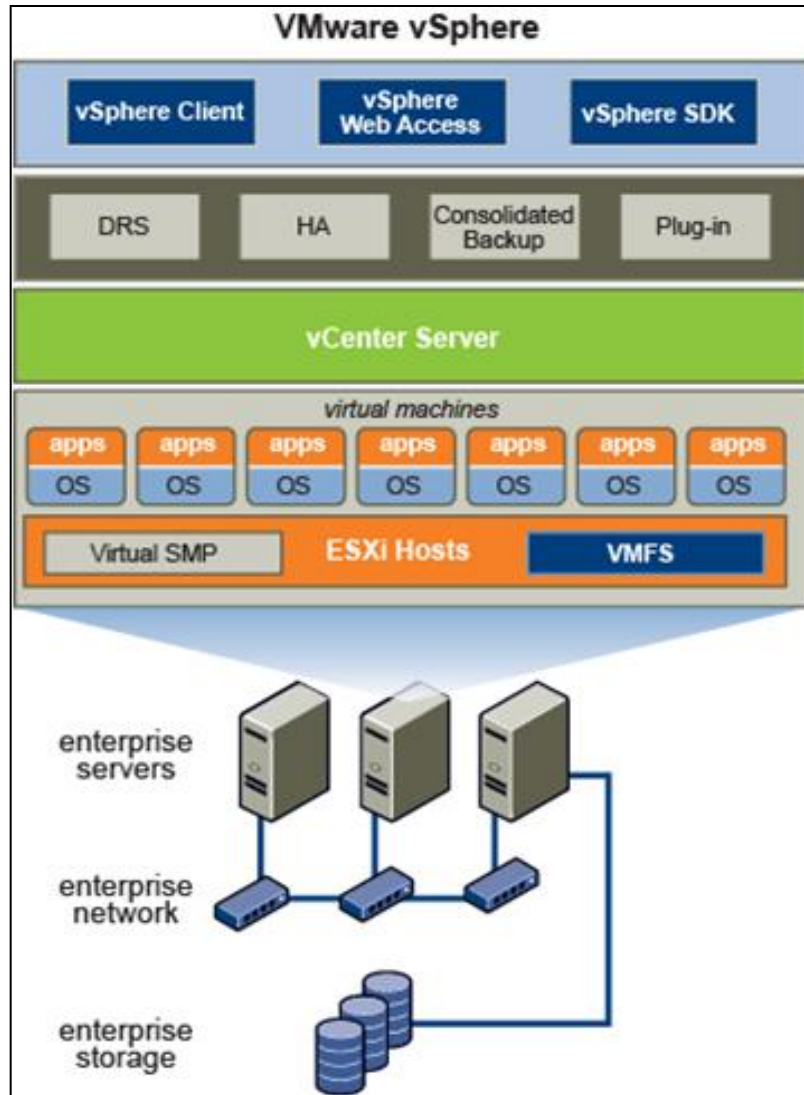 VMware vSphere
vSphere Client
vSphere
Web Access
vSphere SDK
DRS
HA
Consolidated
Backup
Plug-in
vCenter Server
virtual machines
apps apps apps apps apps apps apps
OS OS OS OS OS OS OS
Virtual SMP
ESXi Hosts
VMFS
enterprise
servers
enterprise
network
enterprise
storage